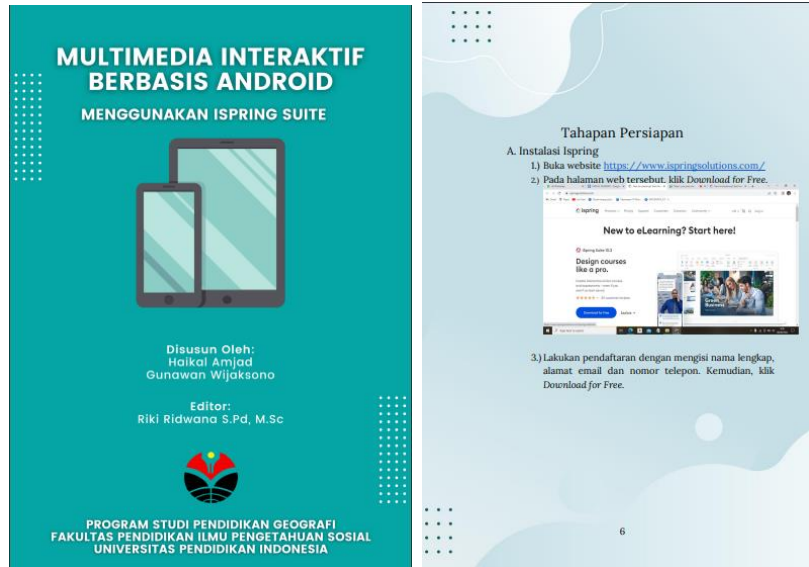 MULTIMEDIA INTERAKTIF
BERBASIS ANDROID
MENGGUNAKAN ISPRING SUITE
Disusun Oleh:
Haikal Amjad
Gunawan Wijaksono
Editor:
Riki Ridwana S.Pd, M.Sc
PROGRAM STUDI PENDIDIKAN GEOGRAFI
FAKULTAS PENDIDIKAN ILMU PENGETAHUAN SOSIAL
UNIVERSITAS PENDIDIKAN INDONESIA
Tahapan Persiapan
A. Instalasi Ispring
1.) Buka website https://www.ispringsolutions.com/
2.) Pada halaman web tersebut, klik Download for Free.
ispring
New to eLearning? Start here!
Design courses
like a pro.
Download for Free
3.) Lakukan pendaftaran dengan mengisi nama lengkap,
alamat email dan nomor telepon. Kemudian, klik
Download for Free.
6